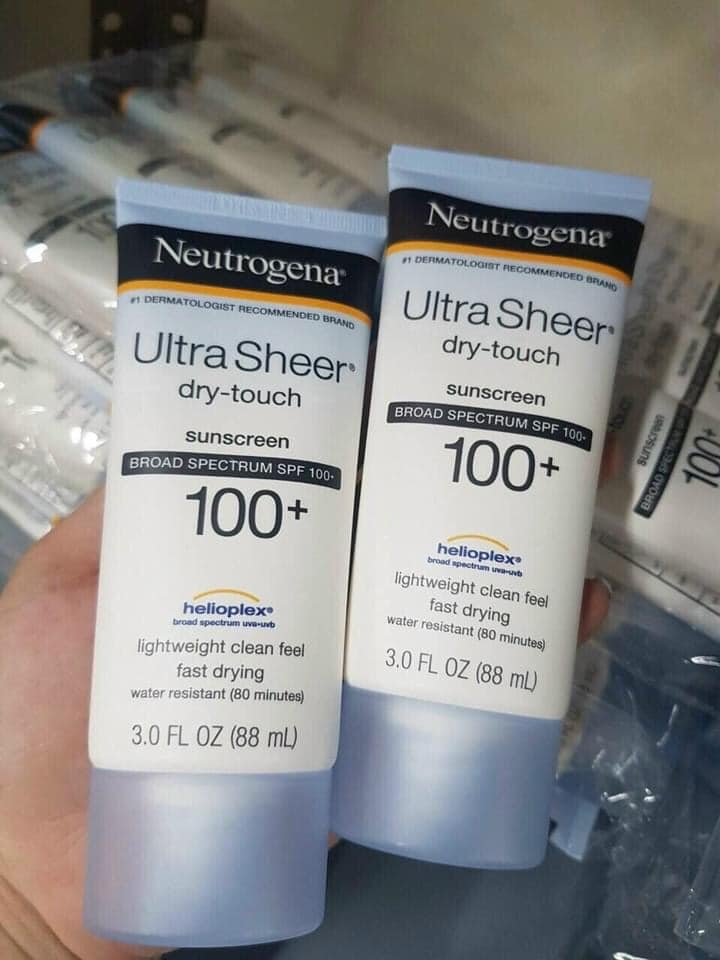 Neutrogena®
#1 DERMATOLOGIST RECOMMENDED BRAND
Ultra Sheer®
dry-touch
sunscreen
BROAD SPECTRUM SPF 100+
100+
helioplex®
broad spectrum uva•uvb
lightweight clean feel
fast drying
water resistant (80 minutes)
3.0 FL OZ (88 mL)
Neutrogena®
#1 DERMATOLOGIST RECOMMENDED BRAND
Ultra Sheer®
dry-touch
sunscreen
BROAD SPECTRUM SPF 100+
100+
helioplex®
broad spectrum uva•uvb
lightweight clean feel
fast drying
water resistant (80 minutes)
3.0 FL OZ (88 mL)
sunscreen
BROAD SPECTRUM
100+